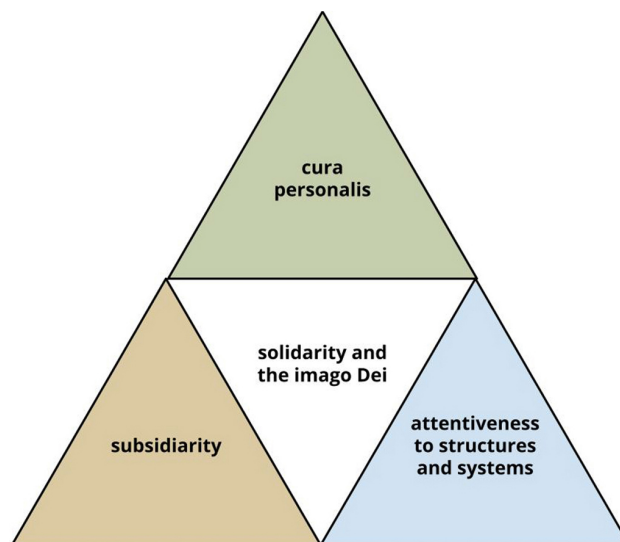 cura
personalis
solidarity and
the imago Dei
subsidiarity
attentiveness
to structures
and systems